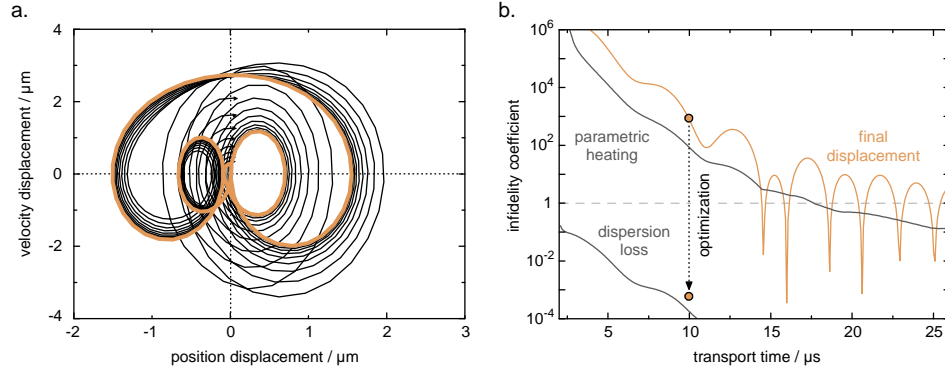 a.
velocity displacement / μm
4
2
0
-2
-4
-2
-1
0
1
2
3
position displacement / μm
b.
infidelity coefficient
10^6
10^4
10^2
1
10^-2
10^-4
parametric
heating
final
displacement
dispersion
loss
optimization
5
10
15
20
25
transport time / μs